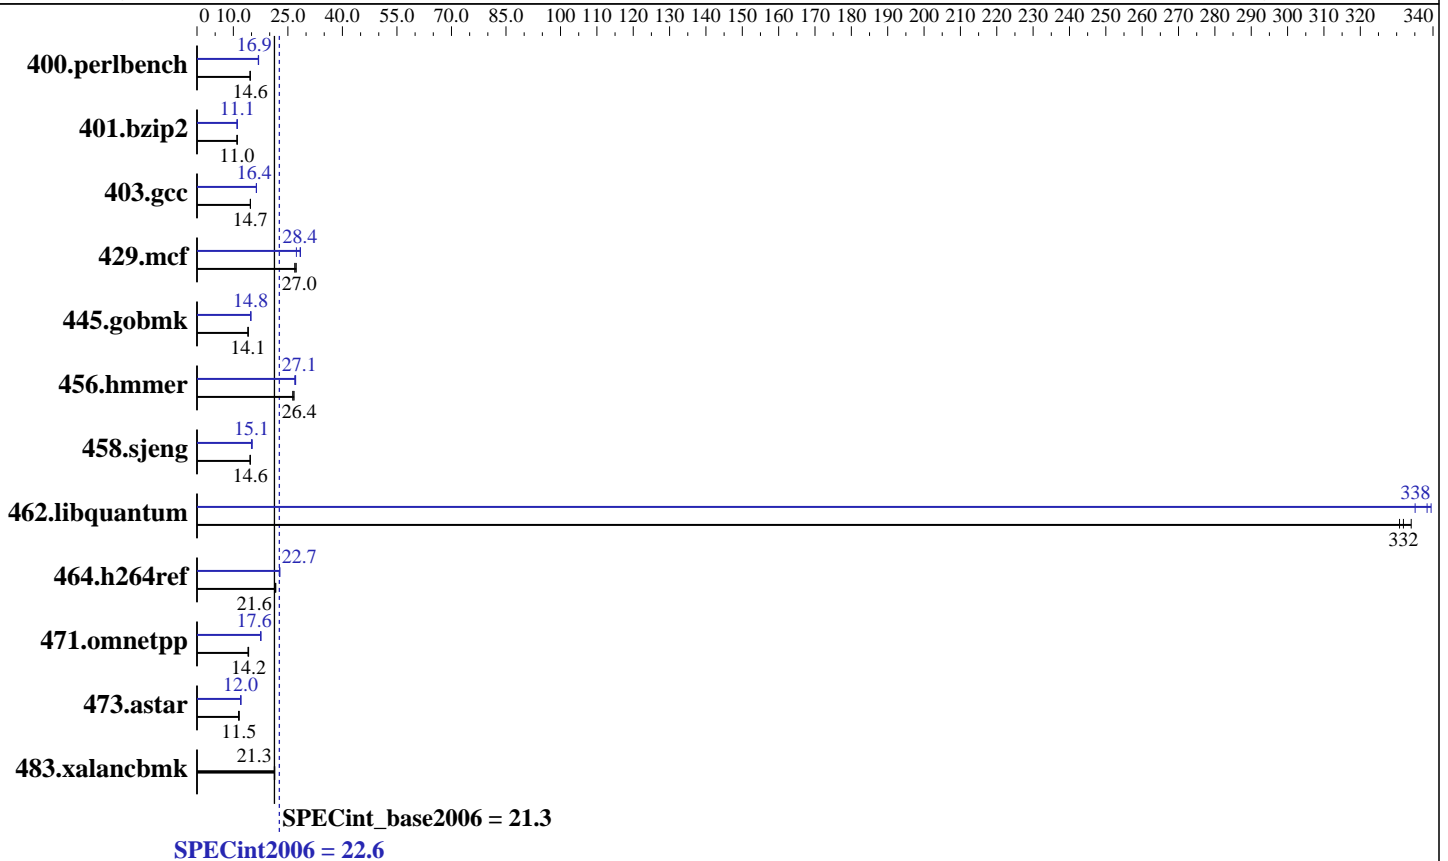 0 10.0 25.0 40.0 55.0 70.0 85.0 100 110 120 130 140 150 160 170 180 190 200 210 220 230 240 250 260 270 280 290 300 310 320 340
16.9
400.perlbench
14.6
11.1
401.bzip2
11.0
16.4
403.gcc
14.7
28.4
429.mcf
27.0
14.8
445.gobmk
14.1
27.1
456.hmmer
26.4
15.1
458.sjeng
14.6
338
462.libquantum
332
22.7
464.h264ref
21.6
17.6
471.omnetpp
14.2
12.0
473.astar
11.5
21.3
483.xalancbmk
SPECint_base2006 = 21.3
SPECint2006 = 22.6